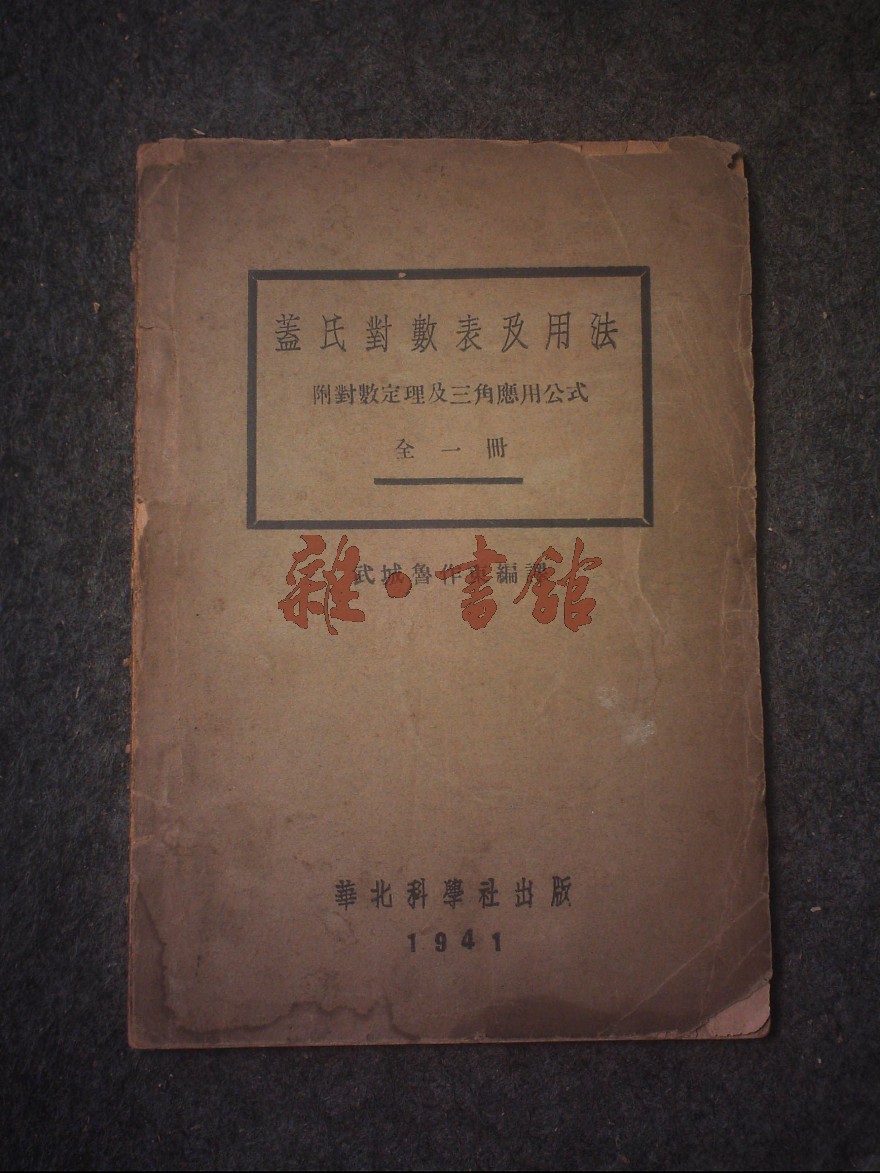 蓋氏對數表及用法
附對數定理及三角應用公式
全一冊
武城魯作東編譯
雜·書館
華北科學社出版
1941